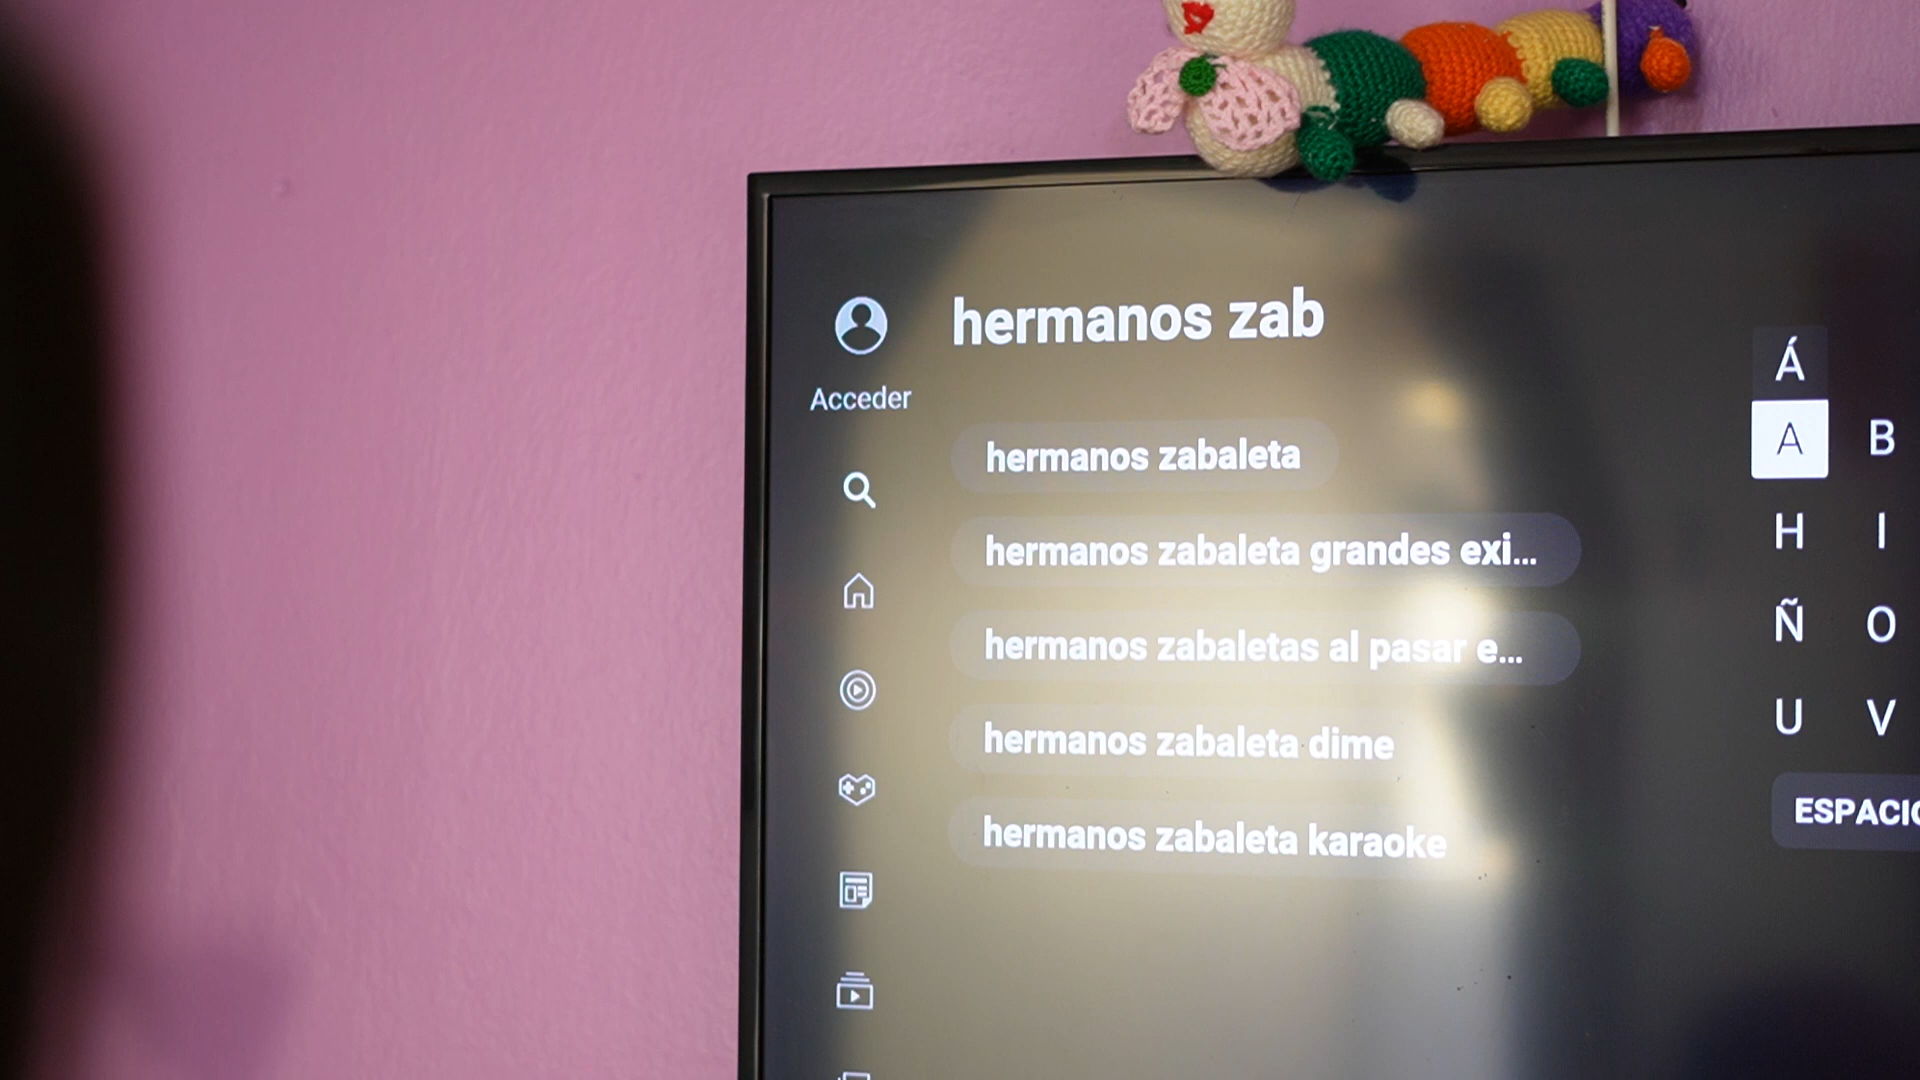 hermanos zab
Acceder
hermanos zabaleta
hermanos zabaleta grandes exi...
hermanos zabaletas al pasar e...
hermanos zabaleta dime
hermanos zabaleta karaoke
Á
A B
H I
Ñ O
U V
ESPACIO